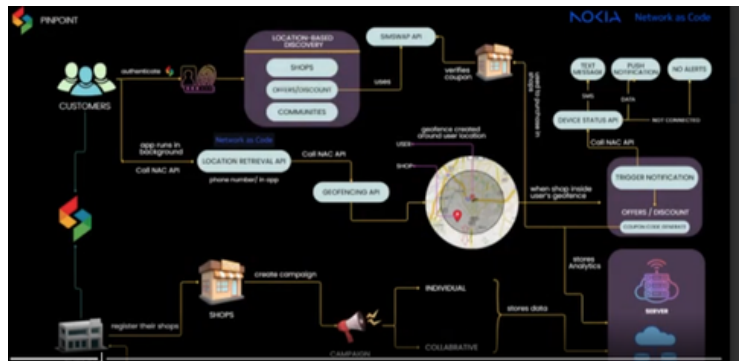 PINPOINT
NOKIA Network as Code
LOCATION-BASED
DISCOVERY
SHOPS
OFFERS/DISCOUNT
COMMUNITIES
SIMSWAP API
uses
verifies
coupon
used to purchase in
shops
TEXT
MESSAGE
PUSH
NOTIFICATION
NO ALERTS
SMS
DATA
DEVICE STATUS API
NOT CONNECTED
Call NAC API
CUSTOMERS
authenticate
app runs in
background
Call NAC API
Network as Code
LOCATION RETRIEVAL API
phone number/ in app
Call NAC API
GEOFENCING API
geofence created
around user location
USER
SHOP
when shop inside
user's geofence
TRIGGER NOTIFICATION
OFFERS / DISCOUNT
COUPON CODE GENERATE
stores
Analytics
SERVER
register their shops
SHOPS
create campaign
CAMPAIGN
INDIVIDUAL
COLLABRATIVE
stores data